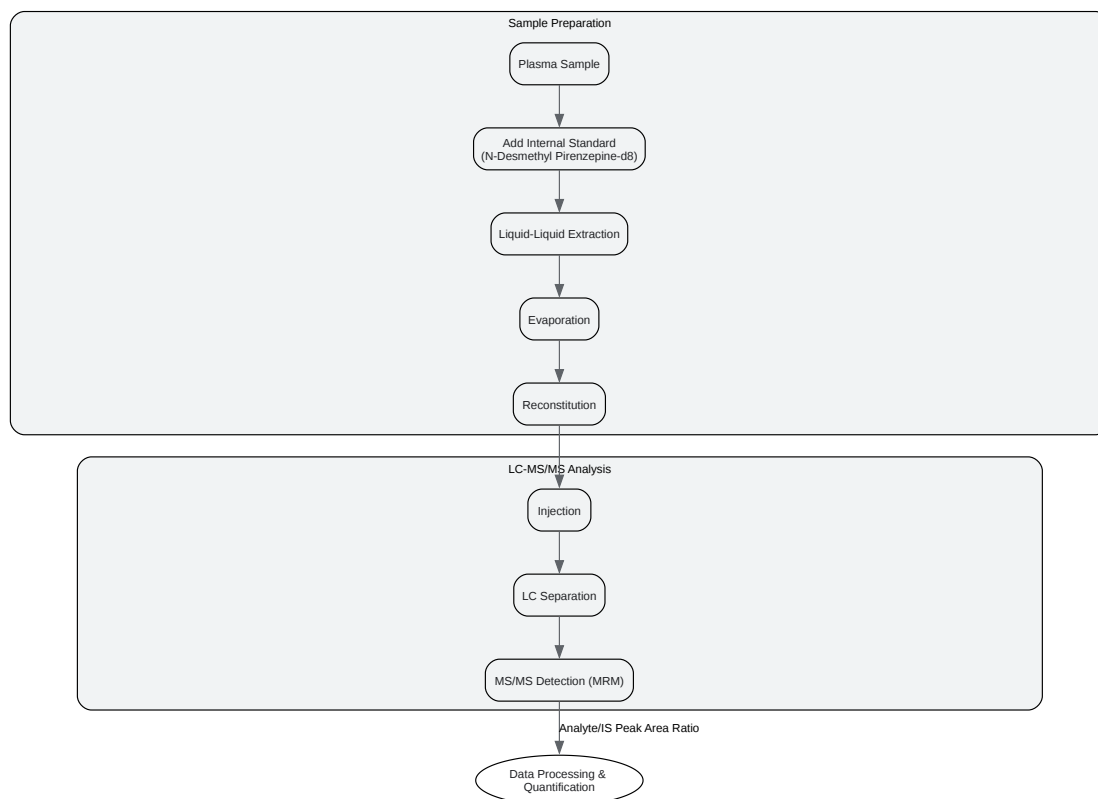 Sample Preparation
Plasma Sample
Add Internal Standard
(N-Desmethyl Pirenzepine-d8)
Liquid-Liquid Extraction
Evaporation
Reconstitution
LC-MS/MS Analysis
Injection
LC Separation
MS/MS Detection (MRM)
Analyte/IS Peak Area Ratio
Data Processing &
Quantification